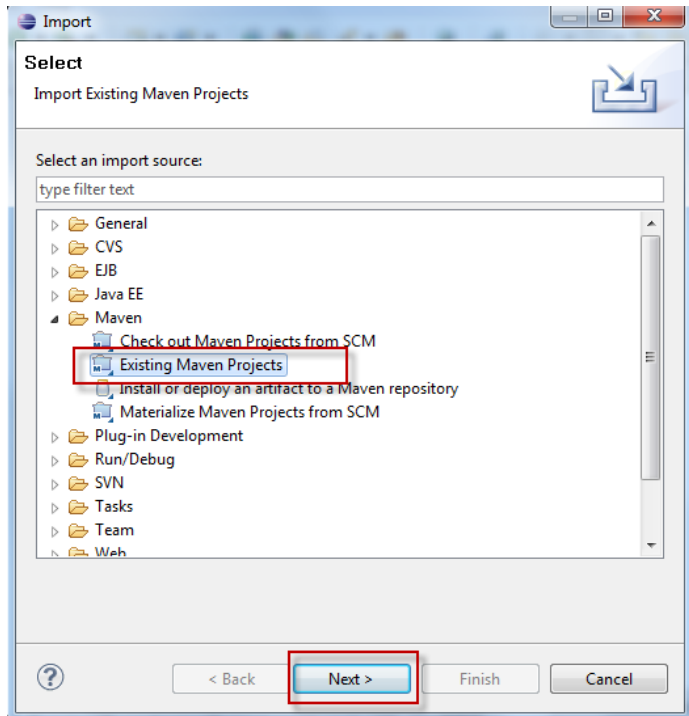 Import
Select
Import Existing Maven Projects
Select an import source:
type filter text
General
CVS
EJB
Java EE
Maven
Check out Maven Projects from SCM
Existing Maven Projects
Install or deploy an artifact to a Maven repository
Materialize Maven Projects from SCM
Plug-in Development
Run/Debug
SVN
Tasks
Team
Web
? < Back Next > Finish Cancel